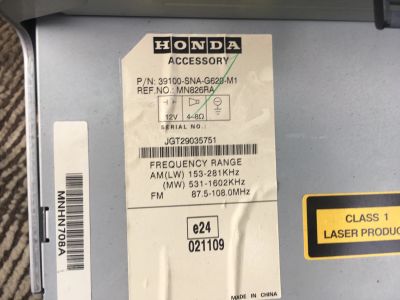 HONDA
ACCESSORY
P/N: 39100-SNA-G620-M1
REF.NO.: MN826RA
12V 4~8Ω
SERIAL NO.:
JGT29035751
FREQUENCY RANGE
AM(LW) 153-281KHz
(MW) 531-1602KHz
FM 87.5-108.0MHz
e24
021109
MADE IN CHINA
MNHN708A
CLASS 1
LASER PRODUC